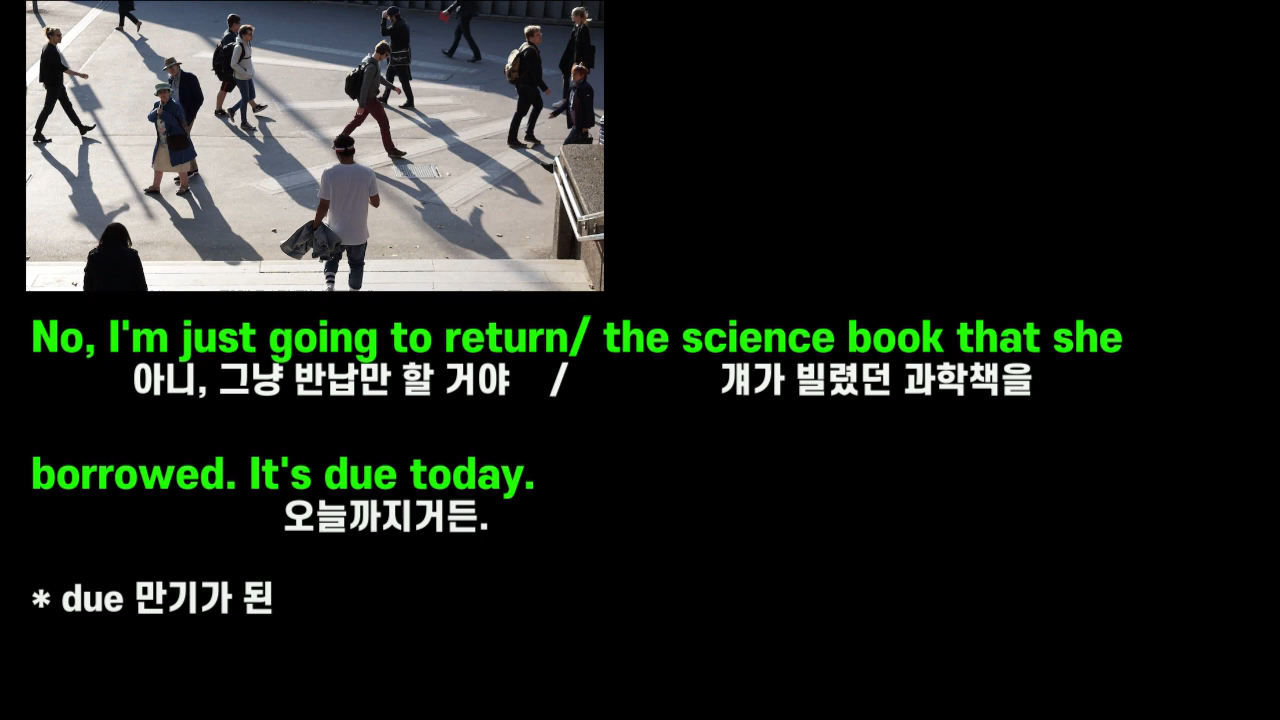 No, I'm just going to return/ the science book that she
아니, 그냥 반납만 할 거야 / 걔가 빌렸던 과학책을
borrowed. It's due today.
오늘까지거든.
* due 만기가 된